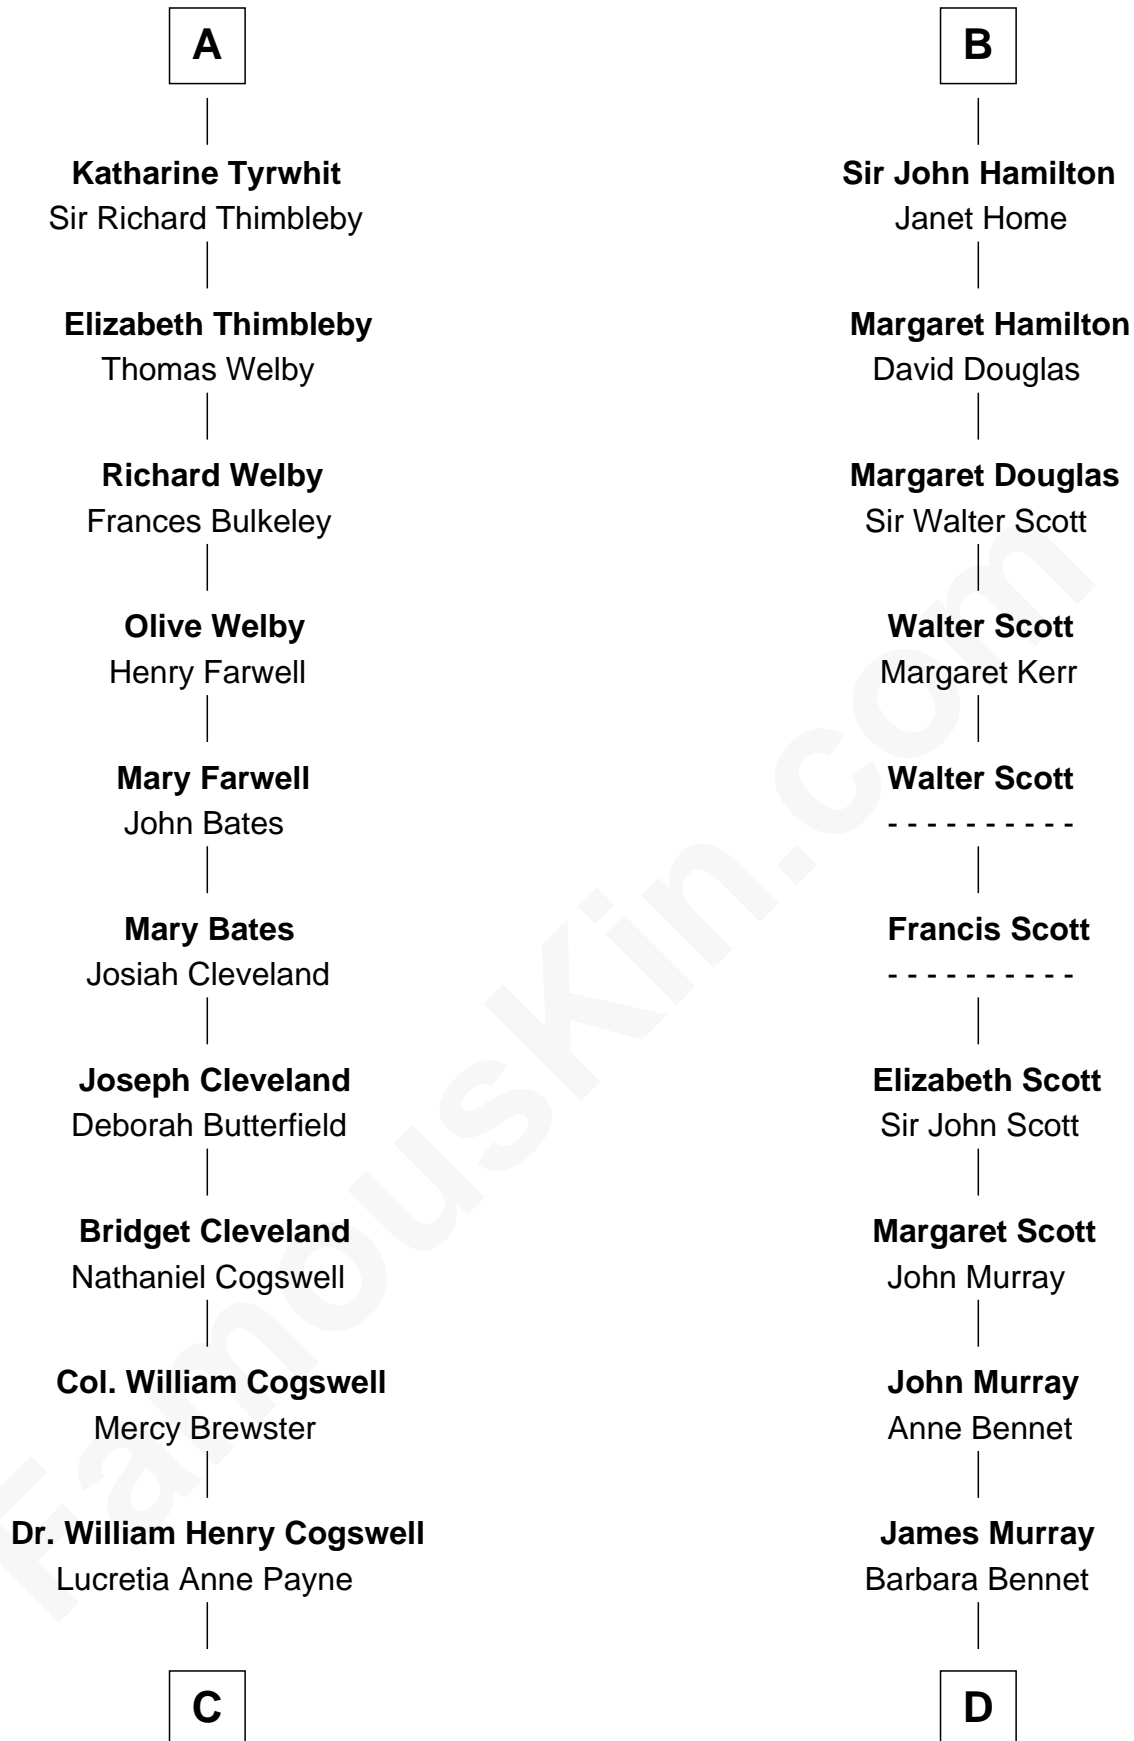 A
Katharine Tyrwhit
Sir Richard Thimbleby
Elizabeth Thimbleby
Thomas Welby
Richard Welby
Frances Bulkeley
Olive Welby
Henry Farwell
Mary Farwell
John Bates
Mary Bates
Josiah Cleveland
Joseph Cleveland
Deborah Butterfield
Bridget Cleveland
Nathaniel Cogswell
Col. William Cogswell
Mercy Brewster
Dr. William Henry Cogswell
Lucretia Anne Payne
C
B
Sir John Hamilton
Janet Home
Margaret Hamilton
David Douglas
Margaret Douglas
Sir Walter Scott
Walter Scott
Margaret Kerr
Walter Scott
- - - - - - - - - -
Francis Scott
- - - - - - - - - -
Elizabeth Scott
Sir John Scott
Margaret Scott
John Murray
John Murray
Anne Bennet
James Murray
Barbara Bennet
D
FamousKin.com